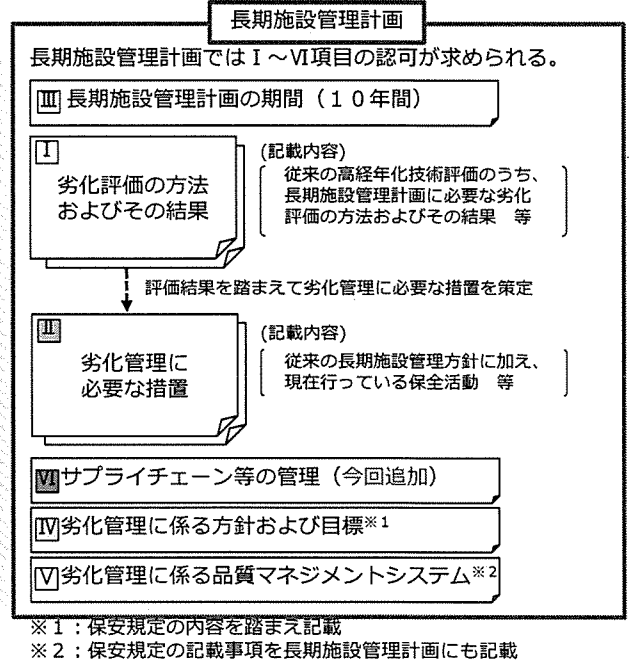 長期施設管理計画
長期施設管理計画ではⅠ～Ⅵ項目の認可が求められる。
Ⅲ 長期施設管理計画の期間（１０年間）
Ⅰ
劣化評価の方法
およびその結果
(記載内容)
従来の高経年化技術評価のうち、
長期施設管理計画に必要な劣化
評価の方法およびその結果　等
評価結果を踏まえて劣化管理に必要な措置を策定
Ⅱ
劣化管理に
必要な措置
(記載内容)
従来の長期施設管理方針に加え、
現在行っている保全活動　等
Ⅵ サプライチェーン等の管理（今回追加）
Ⅳ 劣化管理に係る方針および目標※1
Ⅴ 劣化管理に係る品質マネジメントシステム※2
※１：保安規定の内容を踏まえ記載
※２：保安規定の記載事項を長期施設管理計画にも記載